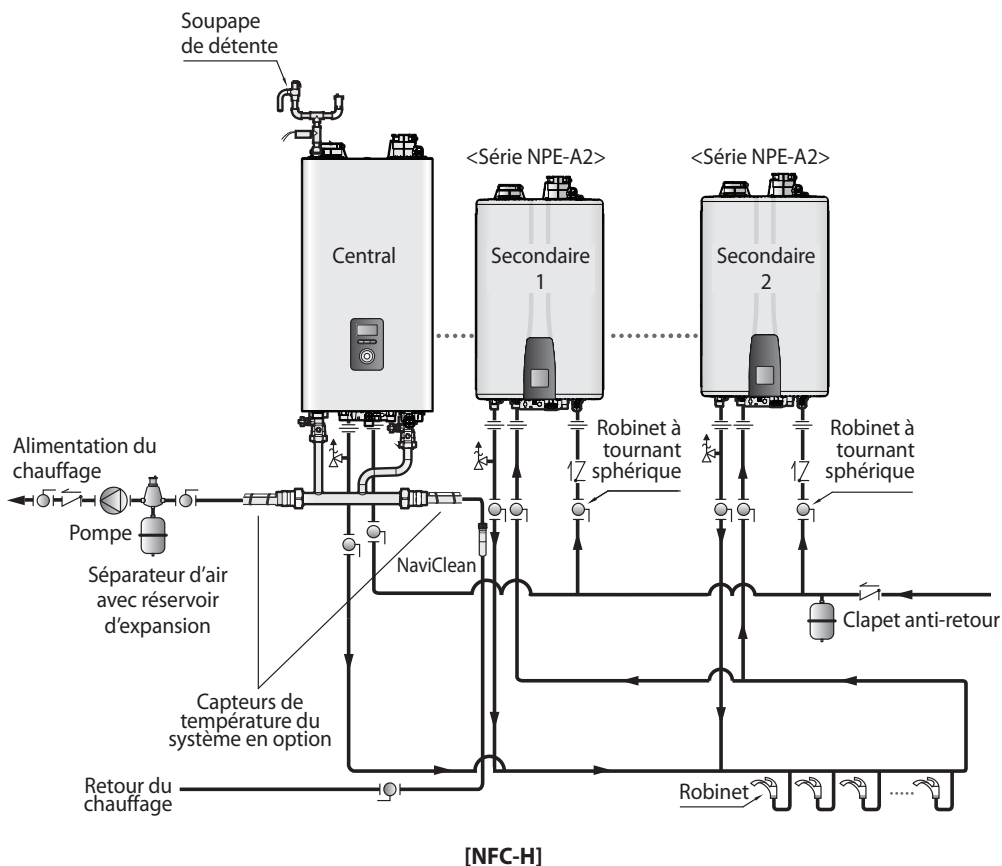 Soupape
de détente
<Série NPE-A2>
<Série NPE-A2>
Central
Secondaire
1
Secondaire
2
Alimentation du
chauffage
Robinet à
tournant
sphérique
Robinet à
tournant
sphérique
Pompe
NaviClean
Séparateur d'air
avec réservoir
d'expansion
Clapet anti-retour
Capteurs de
température du
système en option
Retour du
chauffage
Robinet
[NFC-H]